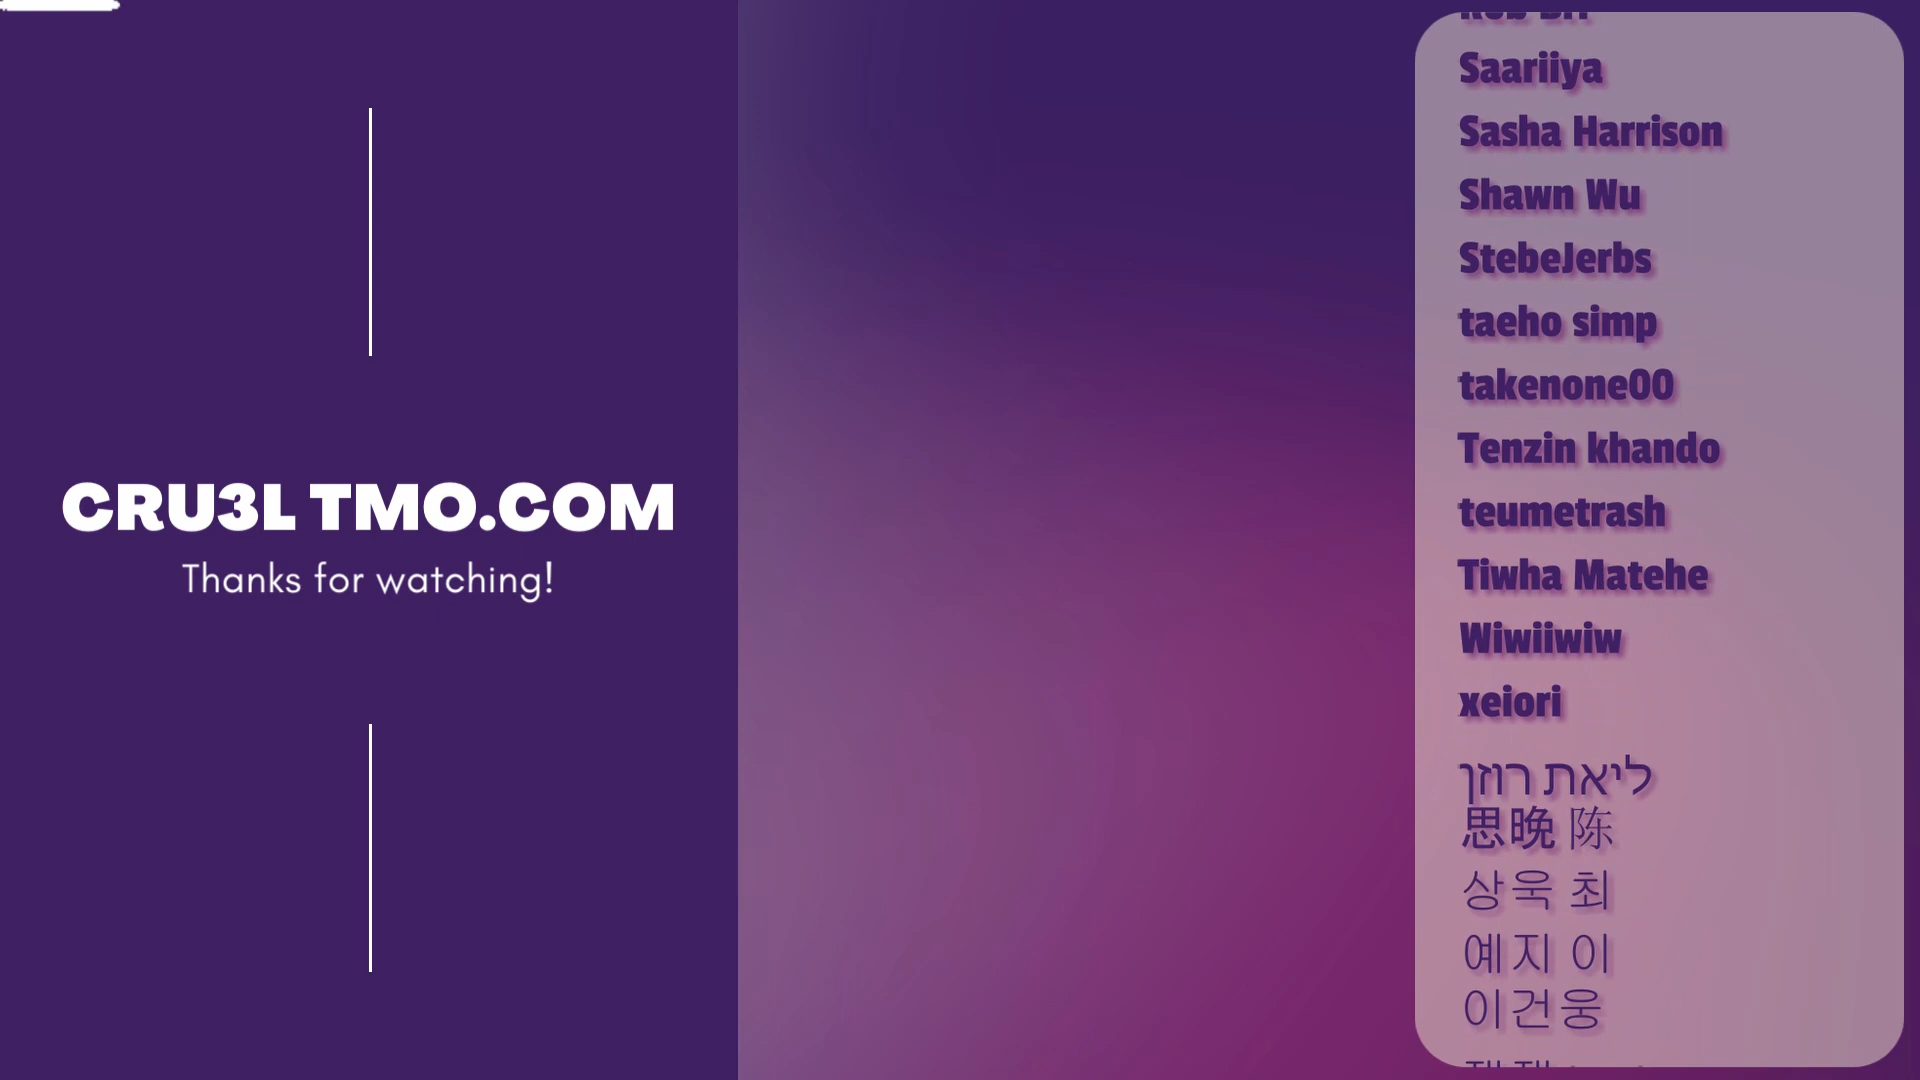 CRU3L TMO.COM
Thanks for watching!
Saariiya
Sasha Harrison
Shawn Wu
StebeJerbs
taeho simp
takenone00
Tenzin khando
teumetrash
Tiwha Matehe
Wiwiiwiw
xeiori
ליאת רוזן
思晚 陈
상욱 최
예지 이
이건웅